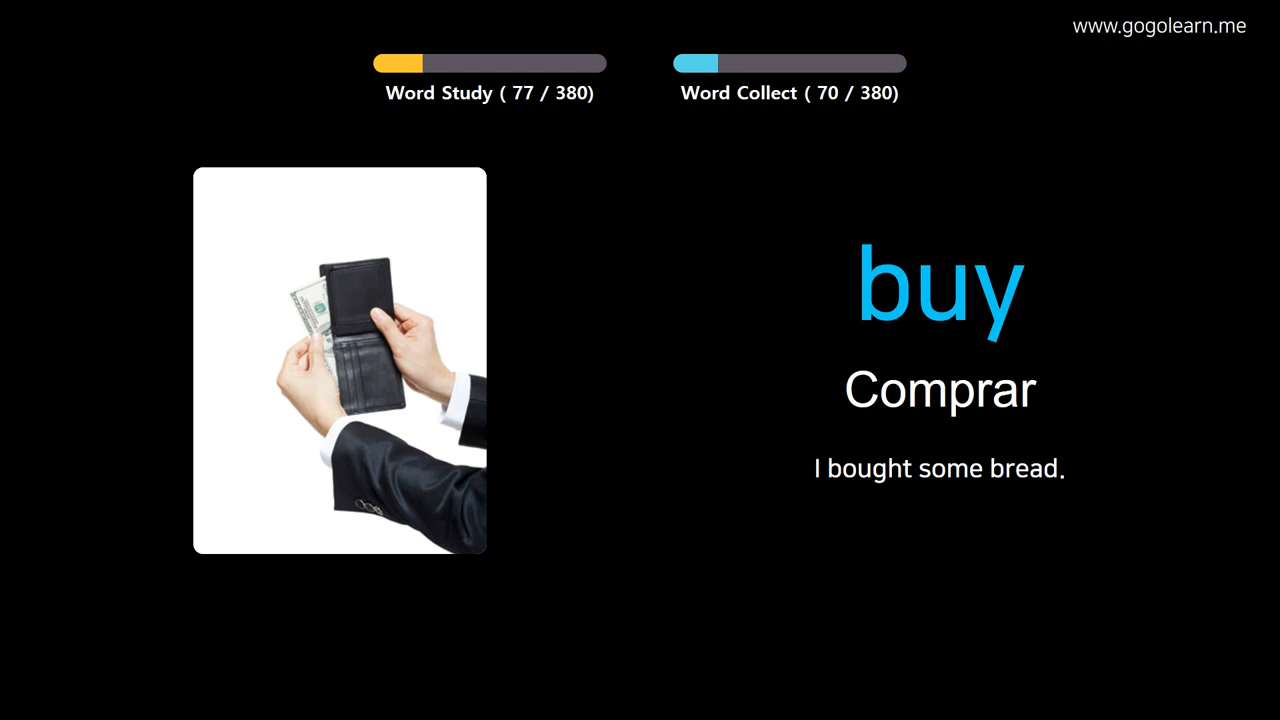 www.gogolearn.me
Word Study ( 77 / 380)
Word Collect ( 70 / 380)
buy
Comprar
I bought some bread.